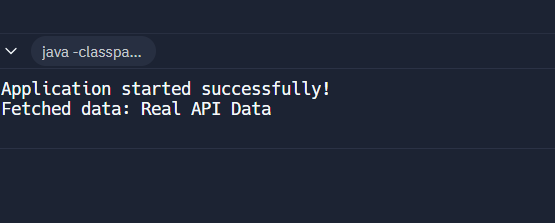 java -classpa...
Application started successfully!
Fetched data: Real API Data